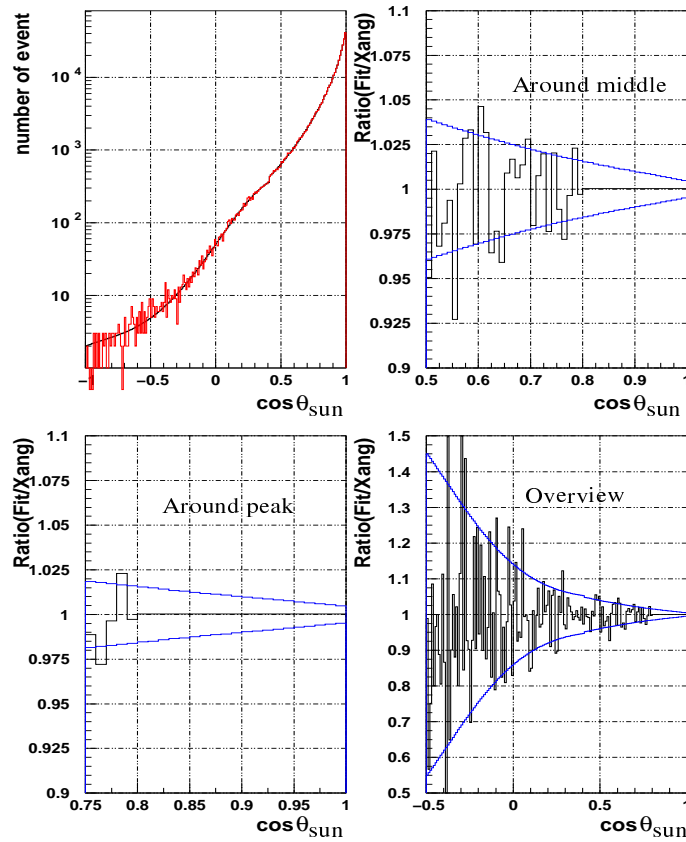 number of event
10 4
10 3
10 2
10
-1 -0.5 0 0.5 1
cosθsun
Ratio(Fit/Xang)
Around middle
1.1
1.075
1.05
1.025
1
0.975
0.95
0.925
0.9
0.5 0.6 0.7 0.8 0.9 1
cosθsun
Ratio(Fit/Xang)
Around peak
1.1
1.075
1.05
1.025
1
0.975
0.95
0.925
0.9
0.75 0.8 0.85 0.9 0.95 1
cosθsun
Ratio(Fit/Xang)
Overview
1.5
1.4
1.3
1.2
1.1
1
0.9
0.8
0.7
0.6
0.5
-0.5 0 0.5 1
cosθsun